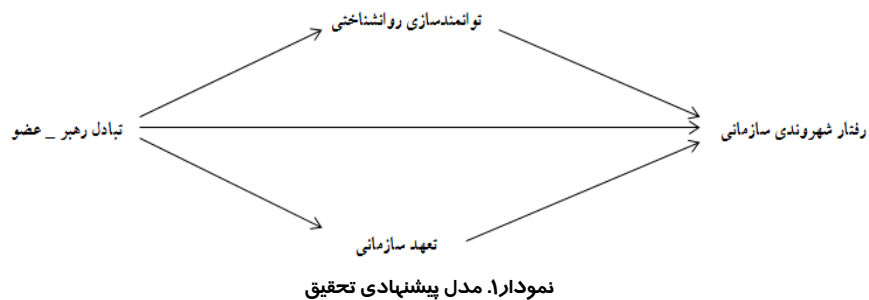 توانمندسازی روانشناختی
تبادل رهبر _ عضو
رفتار شهروندی سازمانی
تعهد سازمانی
نمودار۱. مدل پیشنهادی تحقیق